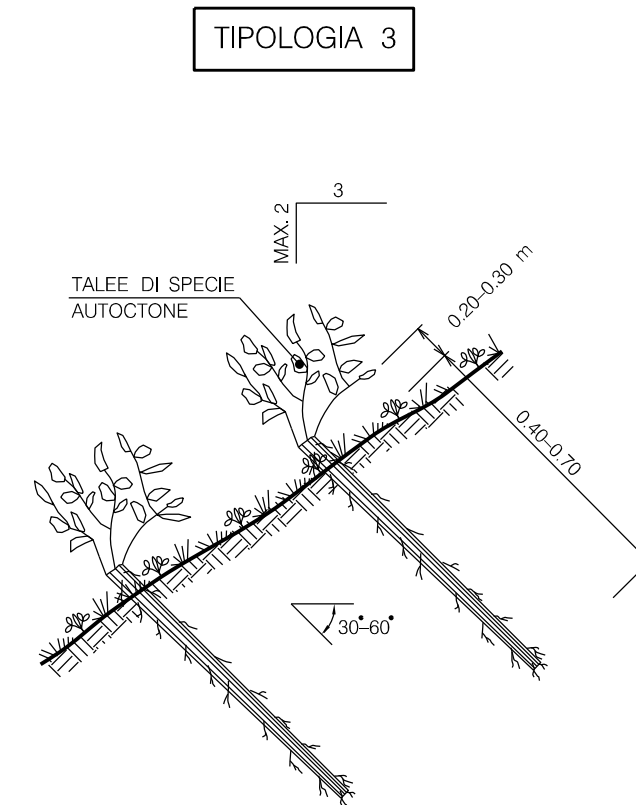 TIPOLOGIA 3
3
MAX. 2
TALEE DI SPECIE
AUTOCTONE
0.20–0.30 m
0.40–0.70
30°–60°